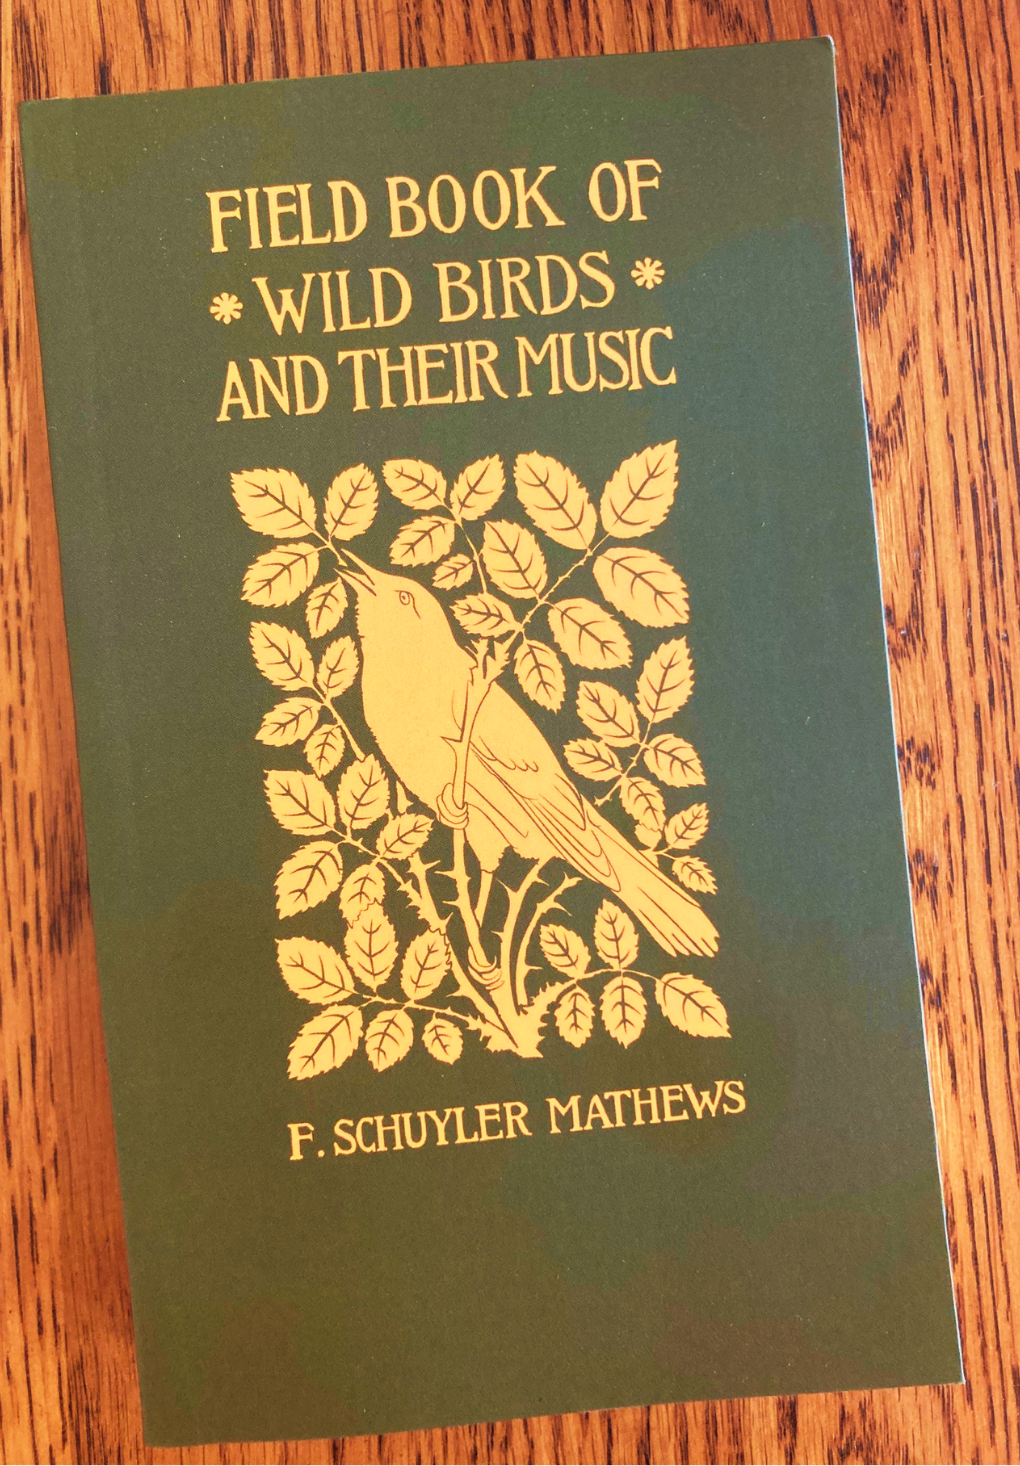 FIELD BOOK OF
* WILD BIRDS *
AND THEIR MUSIC
F. SCHUYLER MATHEWS